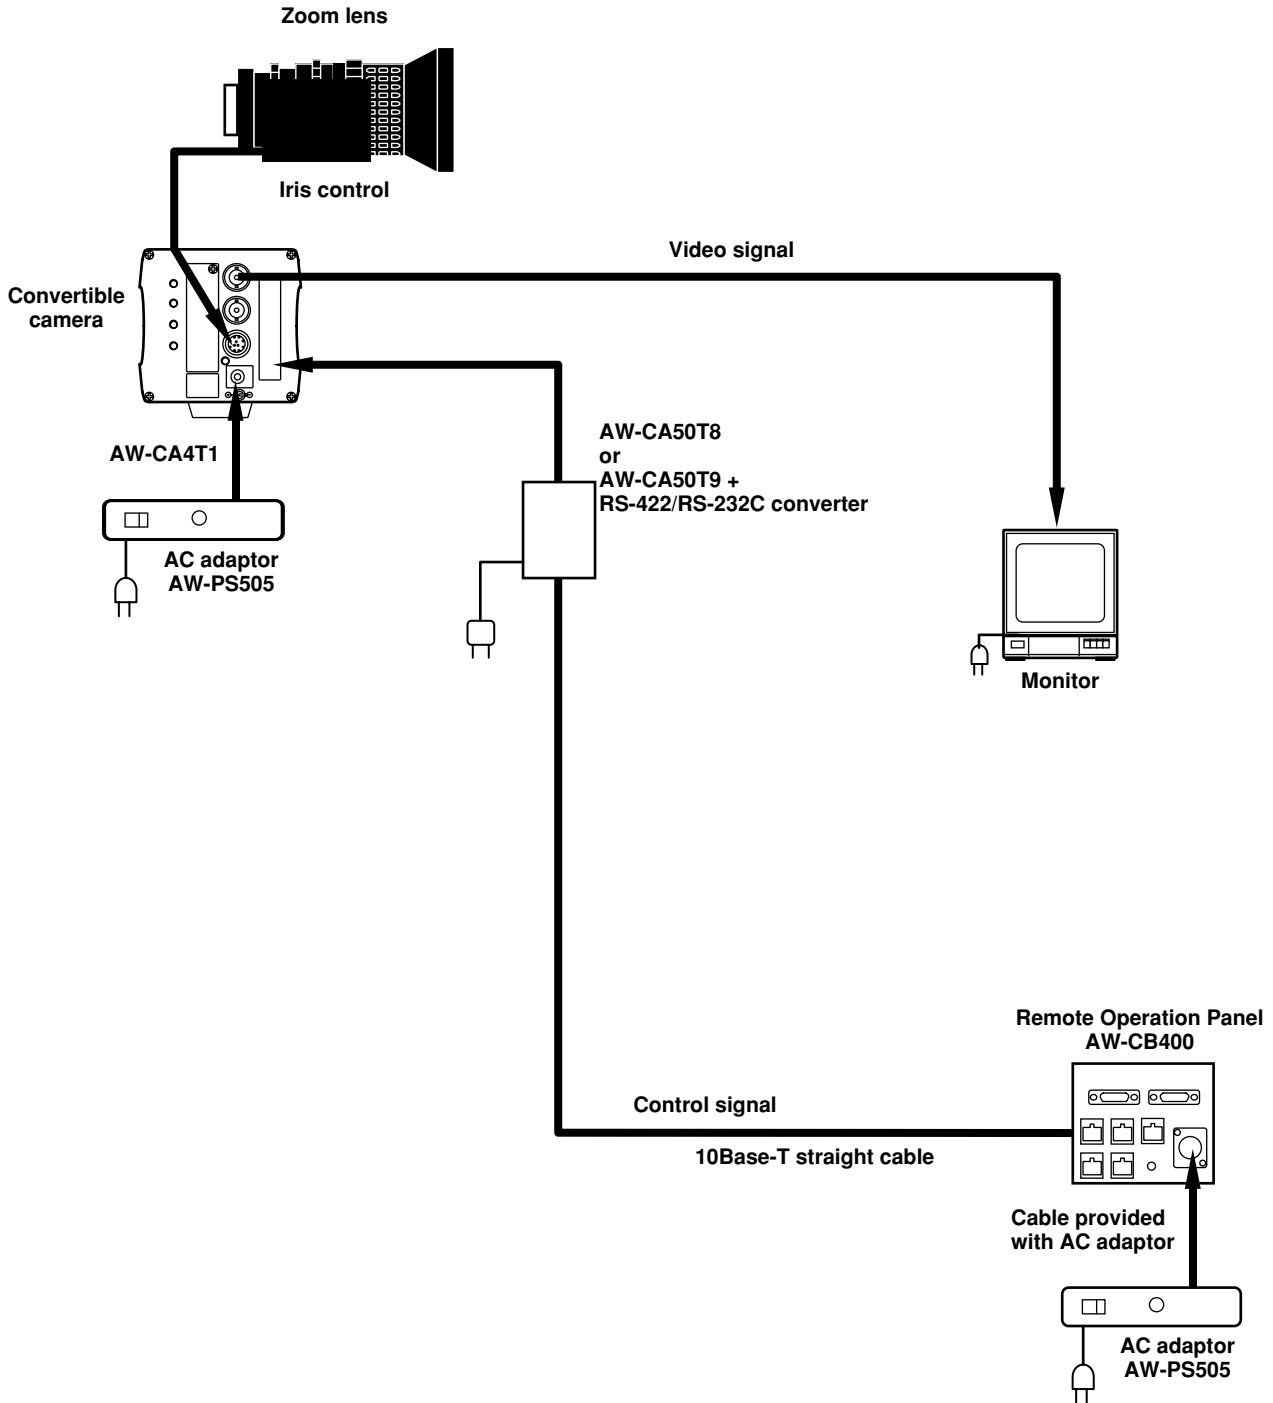 Zoom lens
Iris control
Video signal
Convertible
camera
AW-CA50T8
or
AW-CA50T9 +
RS-422/RS-232C converter
AW-CA4T1
AC adaptor
AW-PS505
Monitor
Remote Operation Panel
AW-CB400
Control signal
10Base-T straight cable
Cable provided
with AC adaptor
AC adaptor
AW-PS505